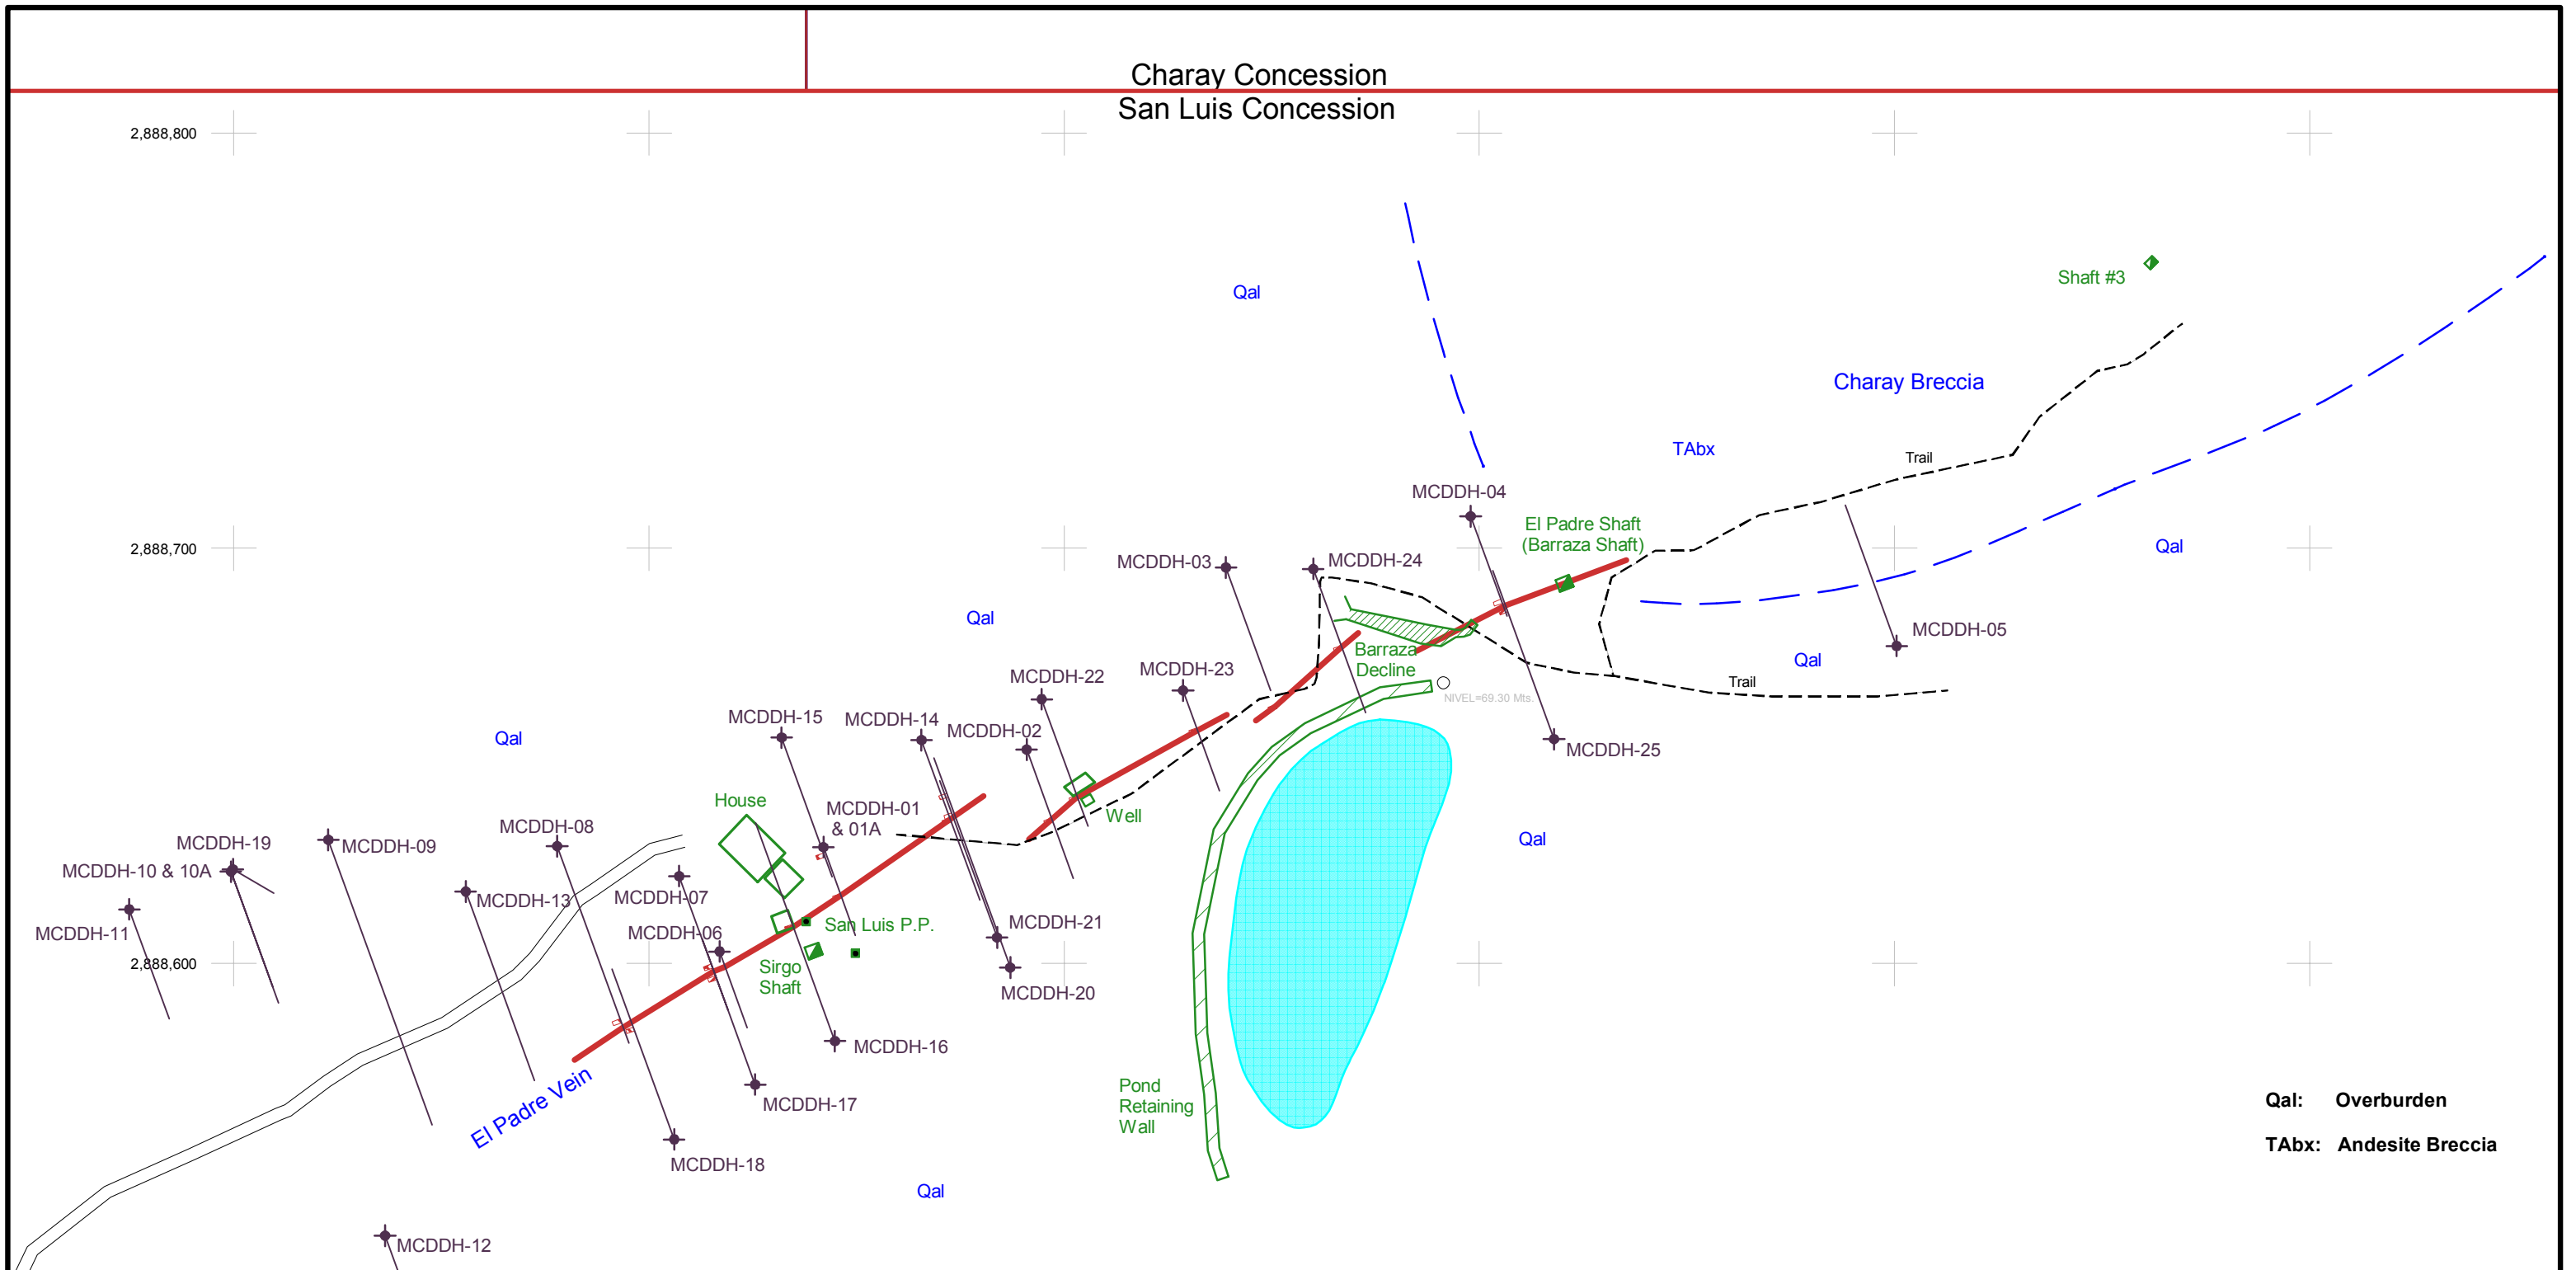 Charay Concession
San Luis Concession
2,888,800
Qal
Shaft #3
Charay Breccia
TAbx
Trail
MCDDH-04
El Padre Shaft
(Barraza Shaft)
2,888,700
MCDDH-03
MCDDH-24
Qal
Qal
MCDDH-05
Barraza
Decline
Qal
MCDDH-22
MCDDH-23
Trail
NIVEL=69.30 Mts.
MCDDH-15
MCDDH-14
MCDDH-02
Qal
MCDDH-25
House
MCDDH-01
& 01A
Well
MCDDH-08
Qal
MCDDH-19
MCDDH-09
MCDDH-10 & 10A
MCDDH-13
MCDDH-07
MCDDH-11
San Luis P.P.
MCDDH-21
MCDDH-06
2,888,600
Sirgo
Shaft
MCDDH-20
MCDDH-16
El Padre Vein
MCDDH-17
Pond
Retaining
Wall
Qal: Overburden
TAbx: Andesite Breccia
MCDDH-18
Qal
MCDDH-12